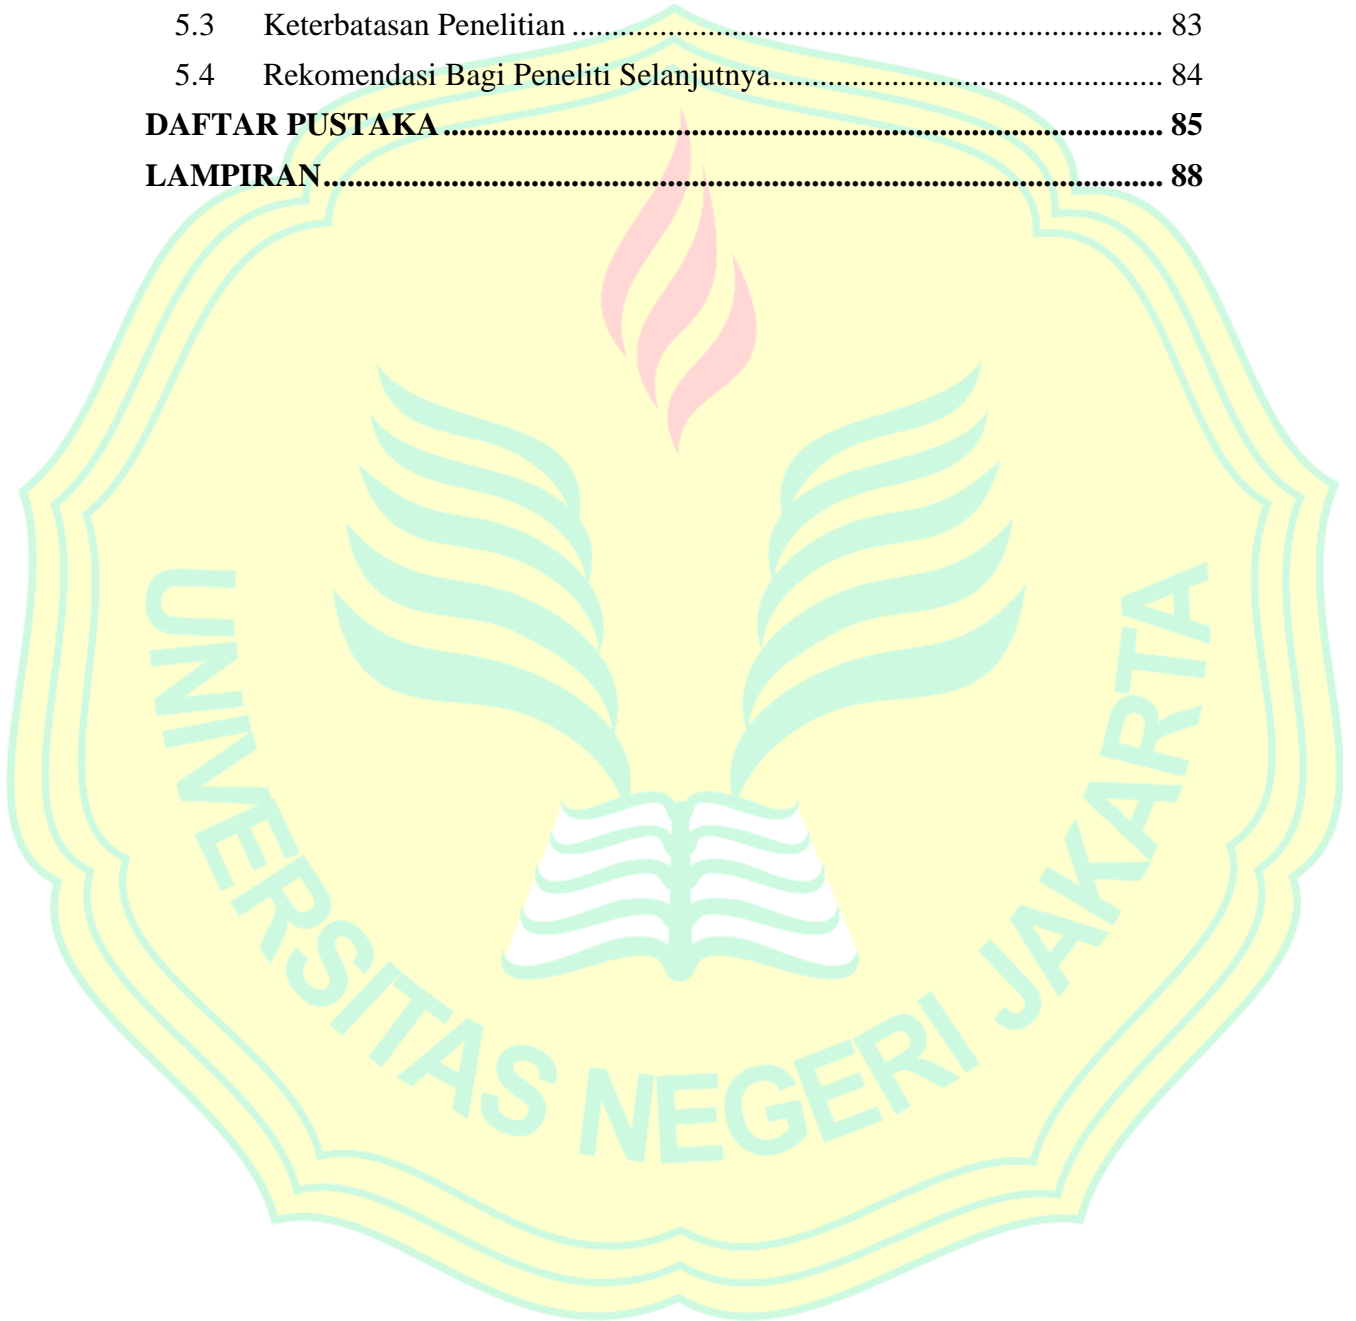 5.3 Keterbatasan Penelitian ........................................................................... 83
5.4 Rekomendasi Bagi Peneliti Selanjutnya.................................................. 84
DAFTAR PUSTAKA ........................................................................................... 85
LAMPIRAN.......................................................................................................... 88
UNIVERSITAS NEGERI JAKARTA